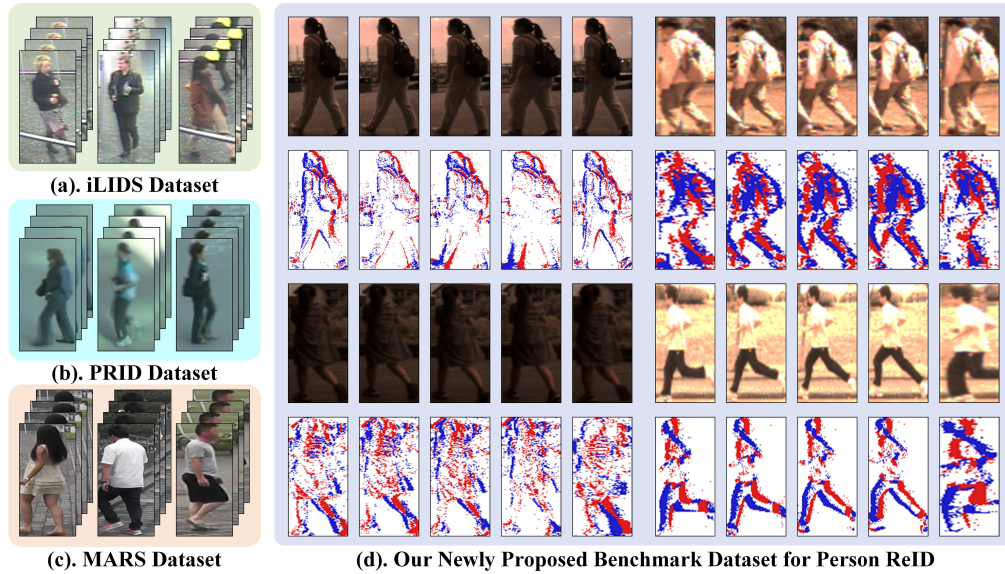 (a). iLIDS Dataset
(b). PRID Dataset
(c). MARS Dataset
(d). Our Newly Proposed Benchmark Dataset for Person ReID